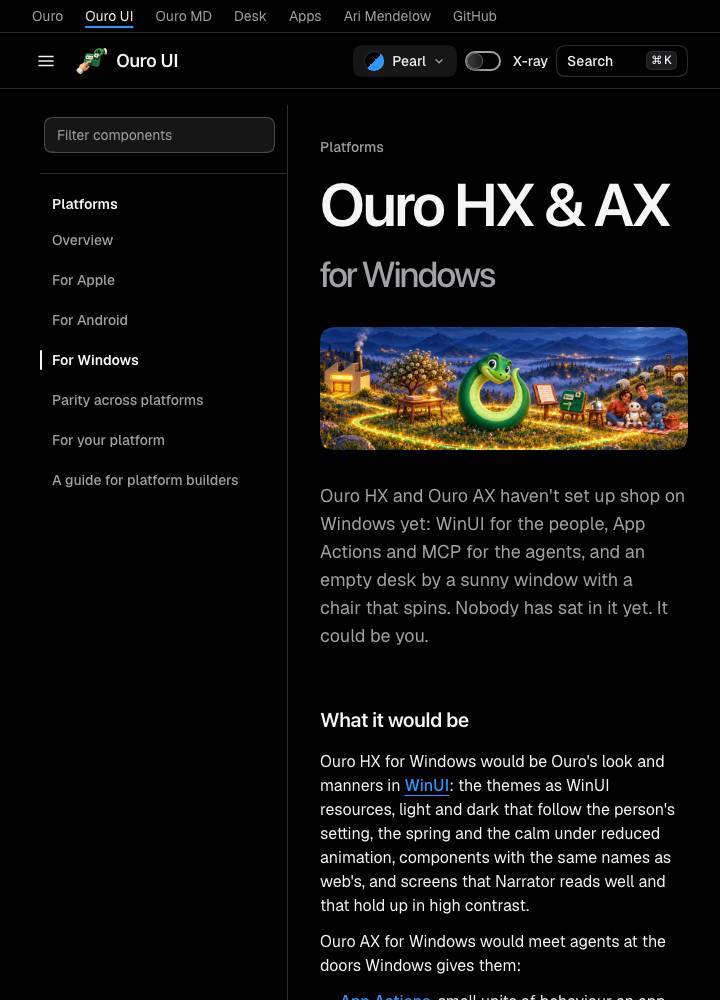 Ouro
Ouro UI
Ouro MD
Desk
Apps
Ari Mendelow
GitHub
Ouro UI
Pearl
X-ray
Search
⌘ K
Filter components
Platforms
Overview
For Apple
For Android
For Windows
Parity across platforms
For your platform
A guide for platform builders
Platforms
Ouro HX & AX
for Windows
Ouro HX and Ouro AX haven't set up shop on
Windows yet: WinUI for the people, App
Actions and MCP for the agents, and an
empty desk by a sunny window with a
chair that spins. Nobody has sat in it yet. It
could be you.
What it would be
Ouro HX for Windows would be Ouro's look and
manners in WinUI: the themes as WinUI
resources, light and dark that follow the person's
setting, the spring and the calm under reduced
animation, components with the same names as
web's, and screens that Narrator reads well and
that hold up in high contrast.
Ouro AX for Windows would meet agents at the
doors Windows gives them:
App Actions, small units of behaviour an app